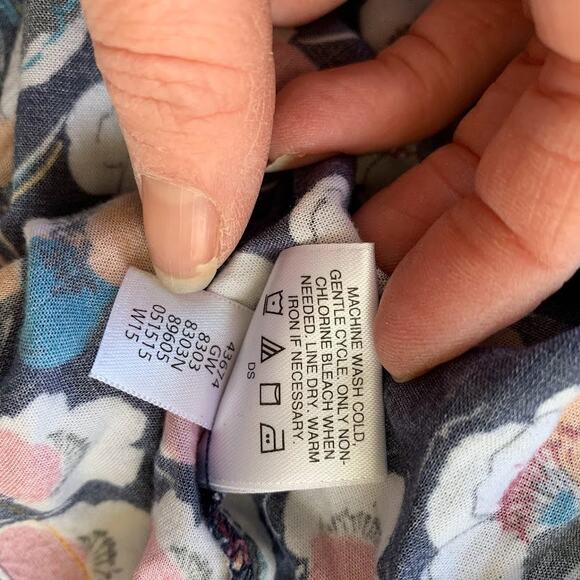 43674
GW
8303
8303N
89605
051315
W15
MACHINE WASH COLD,
GENTLE CYCLE. ONLY NON-
CHLORINE BLEACH WHEN
NEEDED. LINE DRY. WARM
IRON IF NECESSARY.
DS